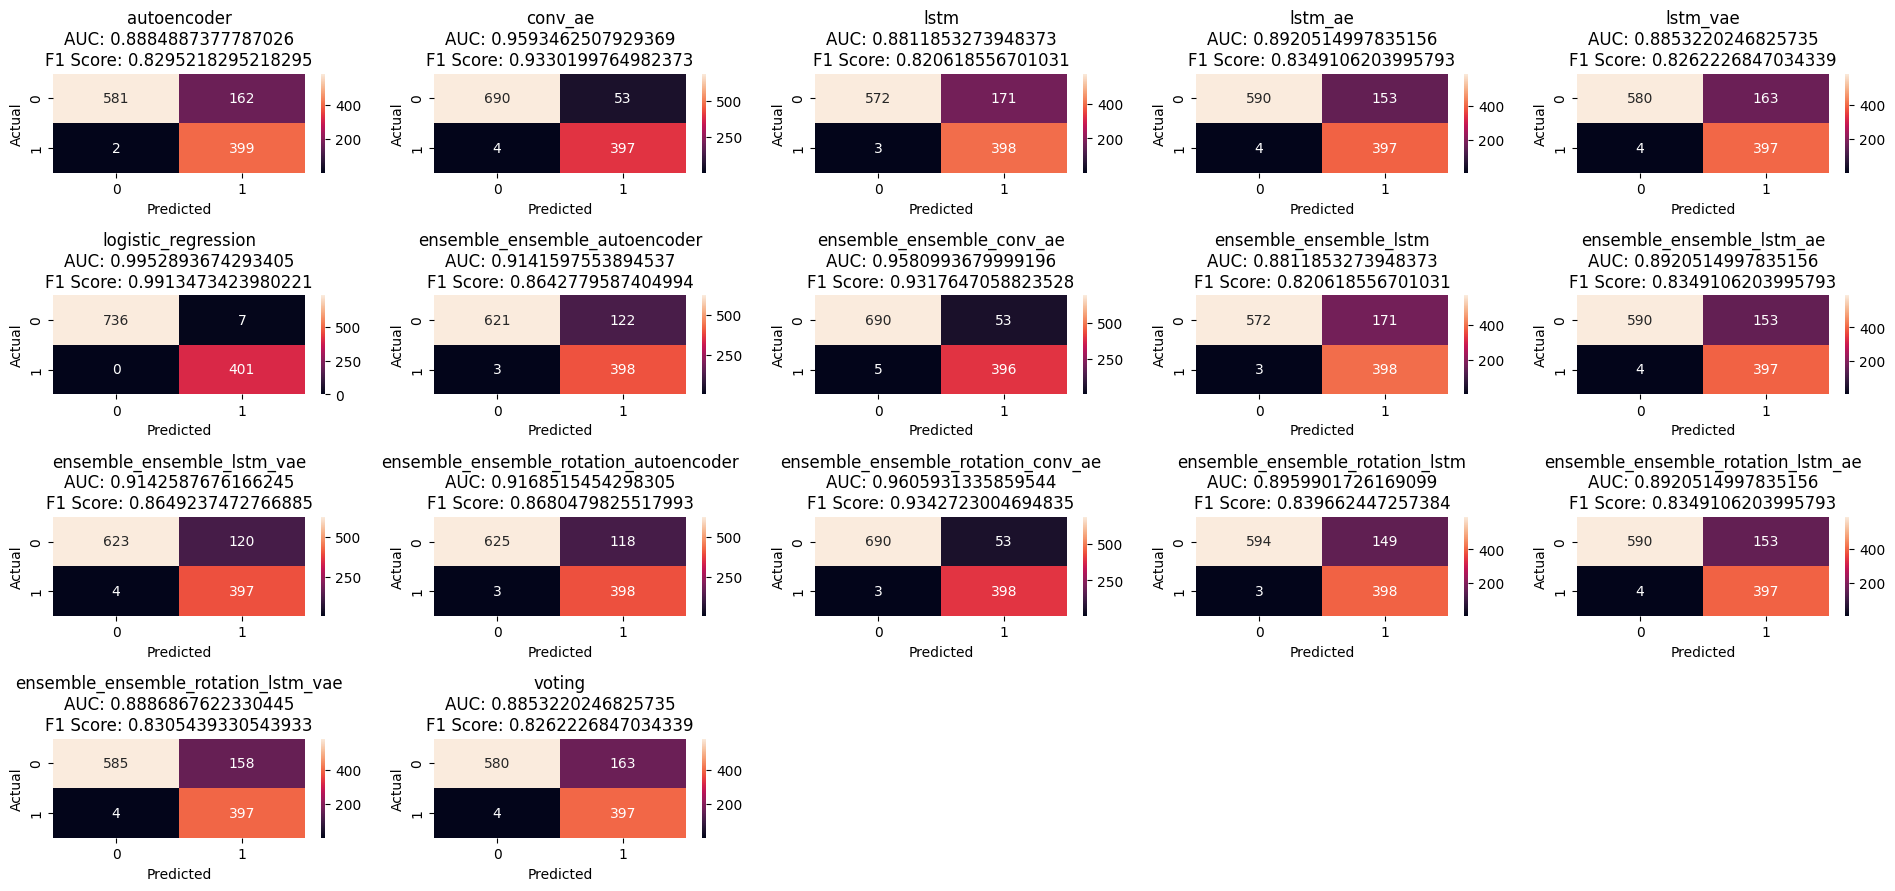 autoencoder
AUC: 0.8884887377787026
F1 Score: 0.8295218295218295
Actual
0
1
581
162
2
399
400
200
0
1
Predicted
conv_ae
AUC: 0.9593462507929369
F1 Score: 0.9330199764982373
Actual
0
1
690
53
4
397
500
250
0
1
Predicted
lstm
AUC: 0.8811853273948373
F1 Score: 0.820618556701031
Actual
0
1
572
171
3
398
400
200
0
1
Predicted
lstm_ae
AUC: 0.8920514997835156
F1 Score: 0.8349106203995793
Actual
0
1
590
153
4
397
400
200
0
1
Predicted
lstm_vae
AUC: 0.8853220246825735
F1 Score: 0.8262226847034339
Actual
0
1
580
163
4
397
400
200
0
1
Predicted
logistic_regression
AUC: 0.9952893674293405
F1 Score: 0.9913473423980221
Actual
0
1
736
7
0
401
500
250
0
0
1
Predicted
ensemble_ensemble_autoencoder
AUC: 0.9141597553894537
F1 Score: 0.8642779587404994
Actual
0
1
621
122
3
398
500
250
0
1
Predicted
ensemble_ensemble_conv_ae
AUC: 0.9580993679999196
F1 Score: 0.9317647058823528
Actual
0
1
690
53
5
396
500
250
0
1
Predicted
ensemble_ensemble_lstm
AUC: 0.8811853273948373
F1 Score: 0.820618556701031
Actual
0
1
572
171
3
398
400
200
0
1
Predicted
ensemble_ensemble_lstm_ae
AUC: 0.8920514997835156
F1 Score: 0.8349106203995793
Actual
0
1
590
153
4
397
400
200
0
1
Predicted
ensemble_ensemble_lstm_vae
AUC: 0.9142587676166245
F1 Score: 0.8649237472766885
Actual
0
1
623
120
4
397
500
250
0
1
Predicted
ensemble_ensemble_rotation_autoencoder
AUC: 0.9168515454298305
F1 Score: 0.8680479825517993
Actual
0
1
625
118
3
398
500
250
0
1
Predicted
ensemble_ensemble_rotation_conv_ae
AUC: 0.9605931335859544
F1 Score: 0.9342723004694835
Actual
0
1
690
53
3
398
500
250
0
1
Predicted
ensemble_ensemble_rotation_lstm
AUC: 0.8959901726169099
F1 Score: 0.839662447257384
Actual
0
1
594
149
3
398
400
200
0
1
Predicted
ensemble_ensemble_rotation_lstm_ae
AUC: 0.8920514997835156
F1 Score: 0.8349106203995793
Actual
0
1
590
153
4
397
400
200
0
1
Predicted
ensemble_ensemble_rotation_lstm_vae
AUC: 0.8886867622330445
F1 Score: 0.8305439330543933
Actual
0
1
585
158
4
397
400
200
0
1
Predicted
voting
AUC: 0.8853220246825735
F1 Score: 0.8262226847034339
Actual
0
1
580
163
4
397
400
200
0
1
Predicted